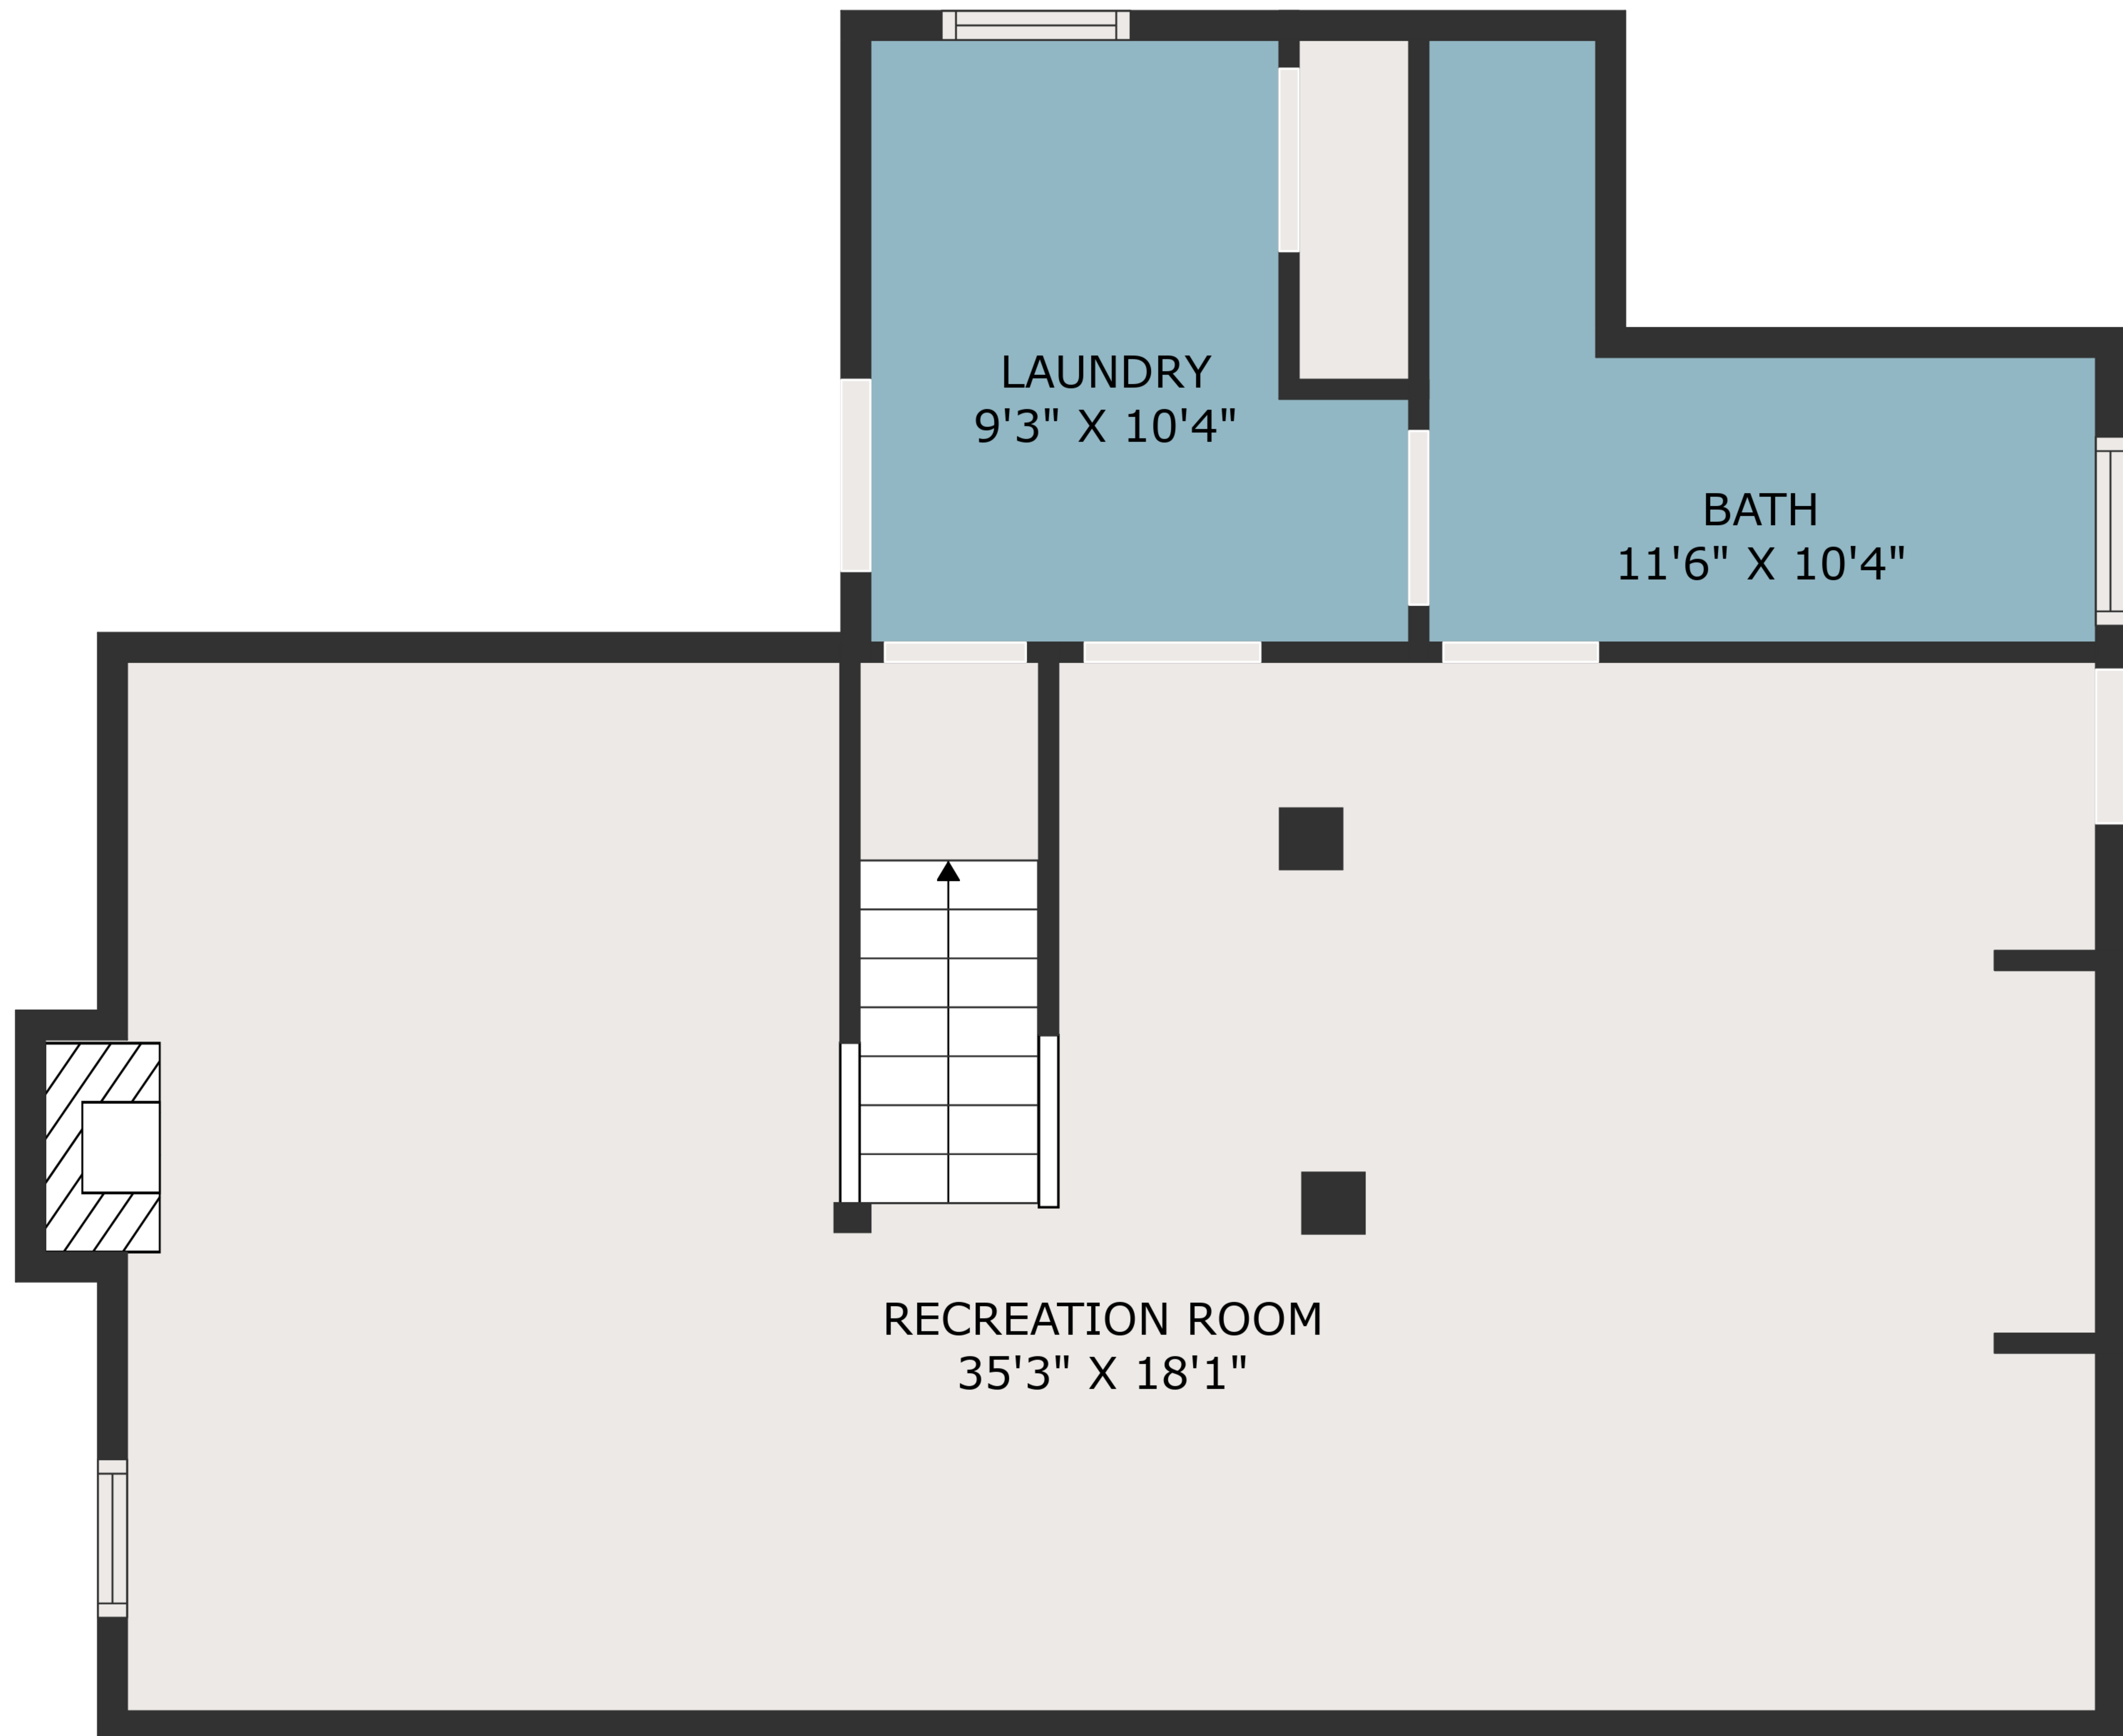 LAUNDRY
9'3" X 10'4"
BATH
11'6" X 10'4"
RECREATION ROOM
35'3" X 18'1"